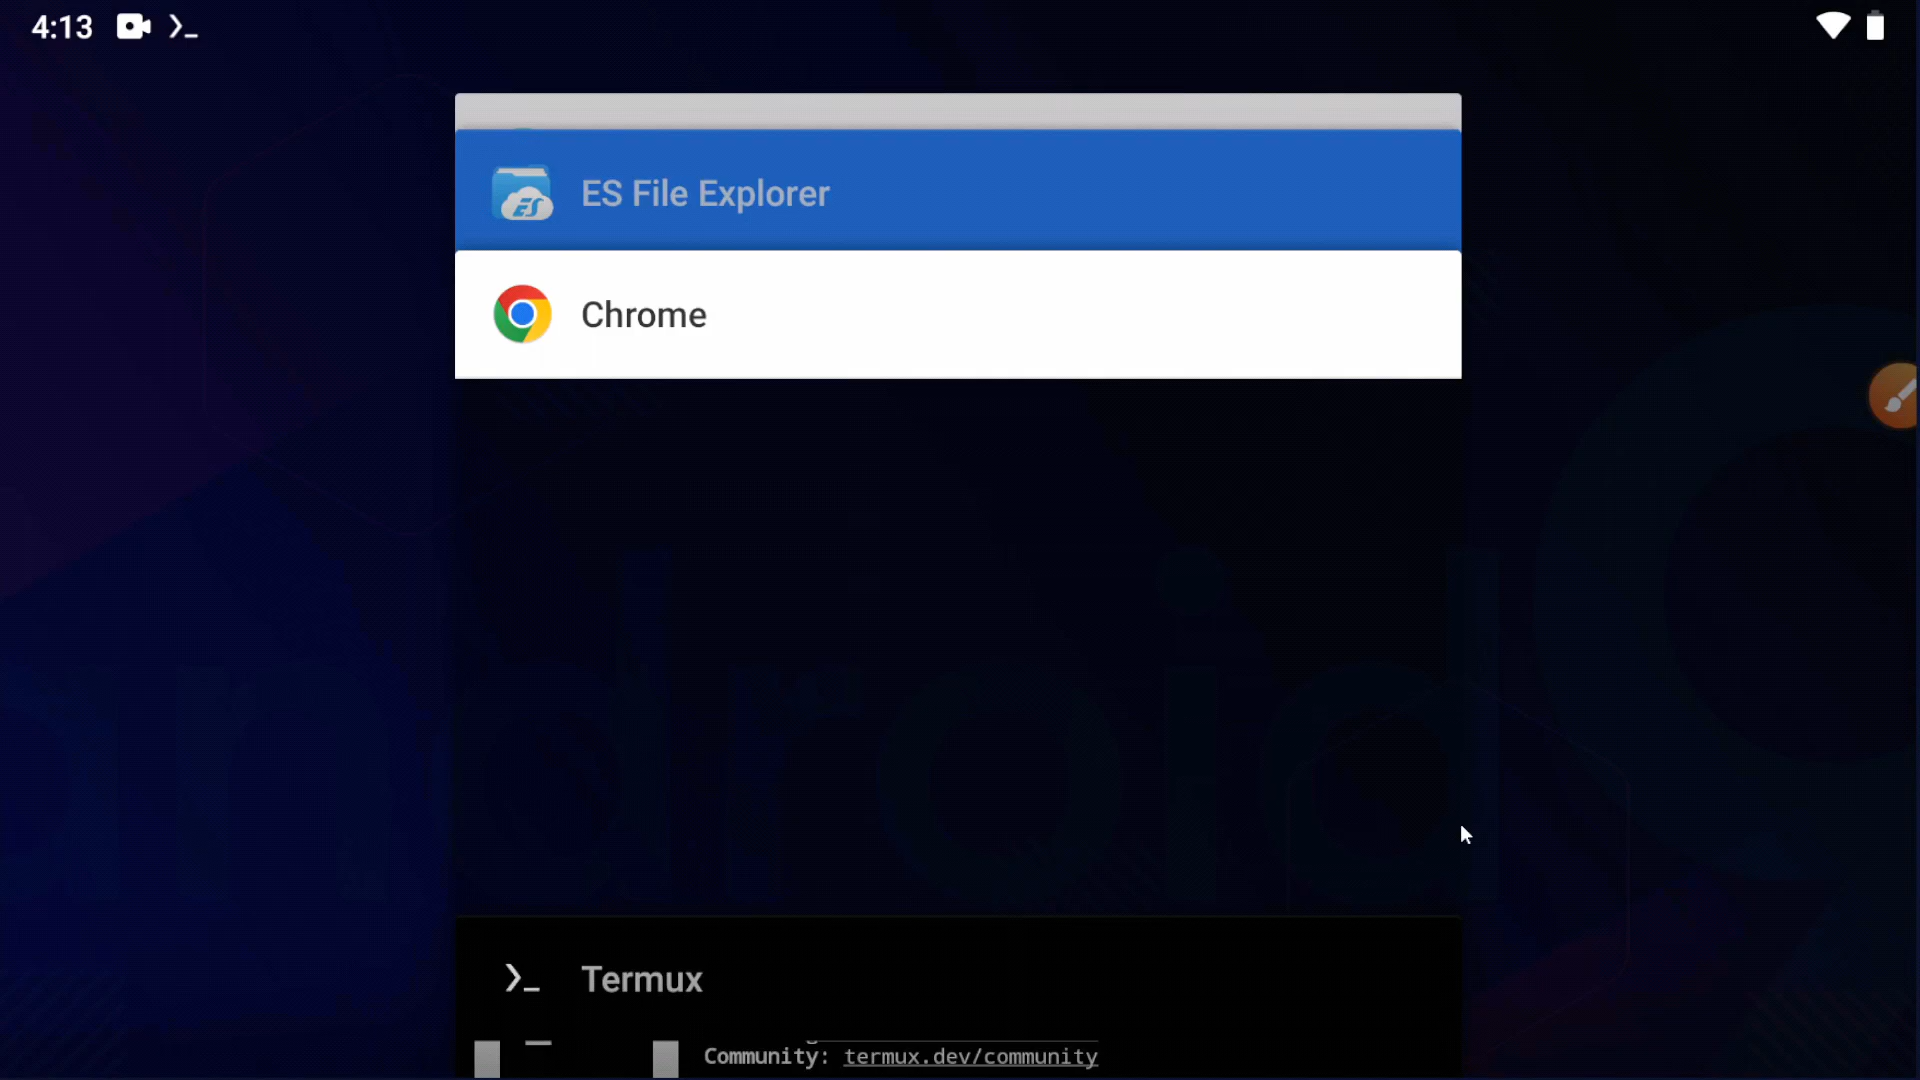 4:13
ES File Explorer
Chrome
Termux
Community: termux.dev/community